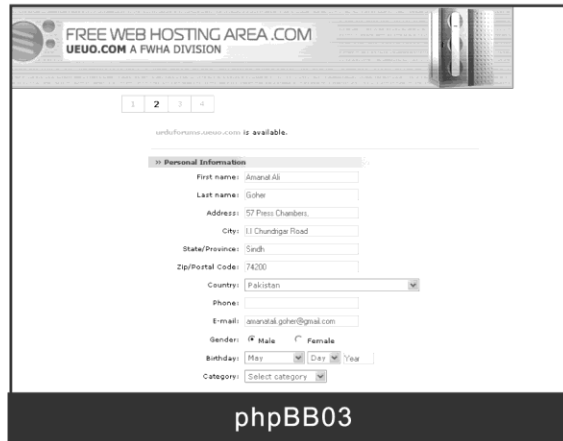 FREE WEB HOSTING AREA.COM
UEUO.COM A FWHA DIVISION
1 2 3 4
urduforums.ueuo.com is available.
» Personal Information
First name: Amanat Ali
Last name: Goher
Address: 57 Press Chambers,
City: I.I Chundrigar Road
State/Province: Sindh
Zip/Postal Code: 74200
Country: Pakistan
Phone:
E-mail: amanatali.goher@gmail.com
Gender: Male Female
Birthday: May Day Year
Category: Select category
phpBB03